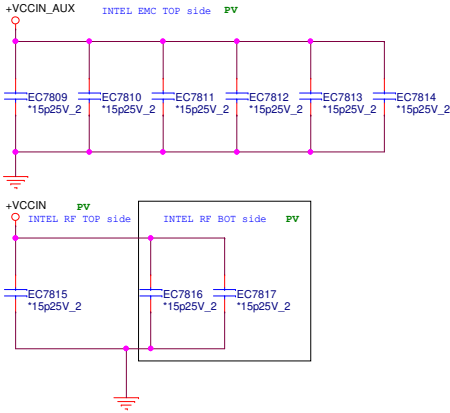 +VCCIN_AUX INTEL EMC TOP side PV
EC7809 EC7810 EC7811 EC7812 EC7813 EC7814
*15p25V_2 *15p25V_2 *15p25V_2 *15p25V_2 *15p25V_2 *15p25V_2
+VCCIN PV
INTEL RF TOP side INTEL RF BOT side PV
EC7815 EC7816 EC7817
*15p25V_2 *15p25V_2 *15p25V_2